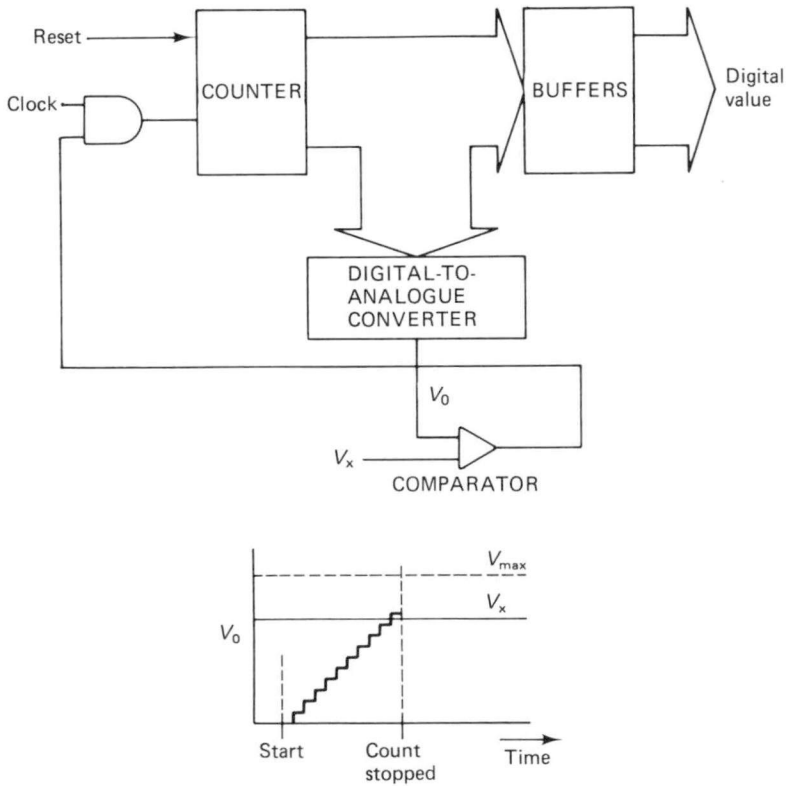 Reset
COUNTER
BUFFERS
Digital
value
Clock
DIGITAL-TO-
ANALOGUE
CONVERTER
V0
Vx
COMPARATOR
Vmax
Vx
V0
Start
Count
stopped
Time